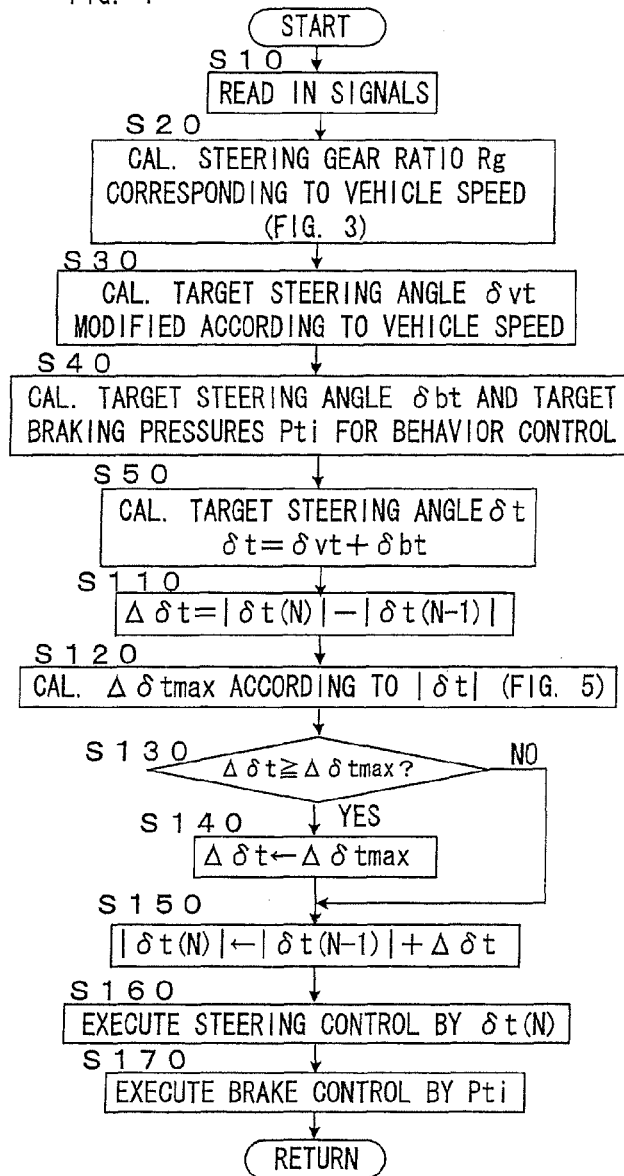 START
S10
READ IN SIGNALS
S20
CAL. STEERING GEAR RATIO Rg
CORRESPONDING TO VEHICLE SPEED
(FIG. 3)
S30
CAL. TARGET STEERING ANGLE δvt
MODIFIED ACCORDING TO VEHICLE SPEED
S40
CAL. TARGET STEERING ANGLE δbt AND TARGET
BRAKING PRESSURES Pti FOR BEHAVIOR CONTROL
S50
CAL. TARGET STEERING ANGLE δt
δt=δvt+δbt
S110
Δδt=|δt(N)|−|δt(N-1)|
S120
CAL. Δδtmax ACCORDING TO |δt| (FIG. 5)
S130
Δδt≧Δδtmax?
NO
YES
S140
Δδt←Δδtmax
S150
|δt(N)|←|δt(N-1)|+Δδt
S160
EXECUTE STEERING CONTROL BY δt(N)
S170
EXECUTE BRAKE CONTROL BY Pti
RETURN